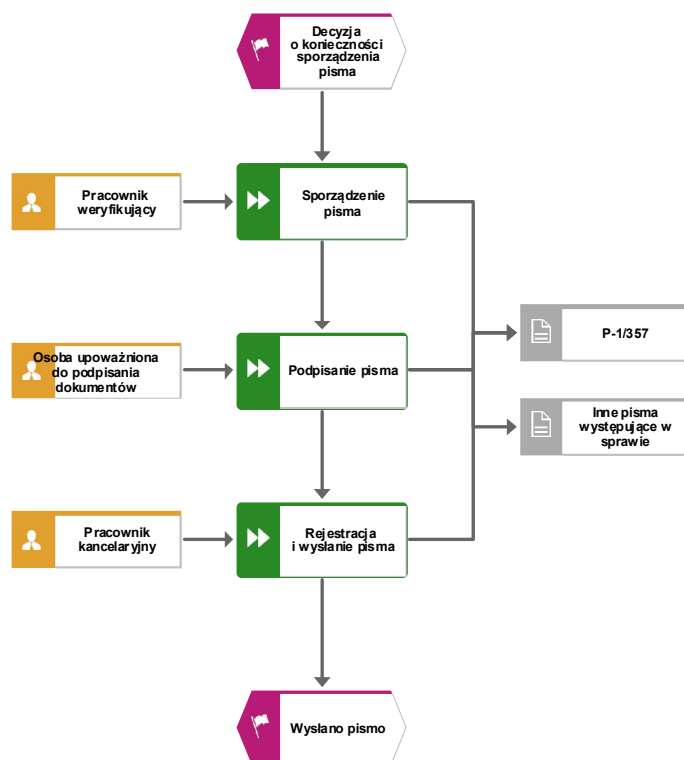 Decyzja
o konieczności
sporządzenia
pisma
Pracownik
weryfikujący
Sporządzenie
pisma
P-1/357
Osoba upoważniona
do podpisania
dokumentów
Podpisanie pisma
Inne pisma
występujące w
sprawie
Pracownik
kancelaryjny
Rejestracja
i wysłanie pisma
Wysłano pismo